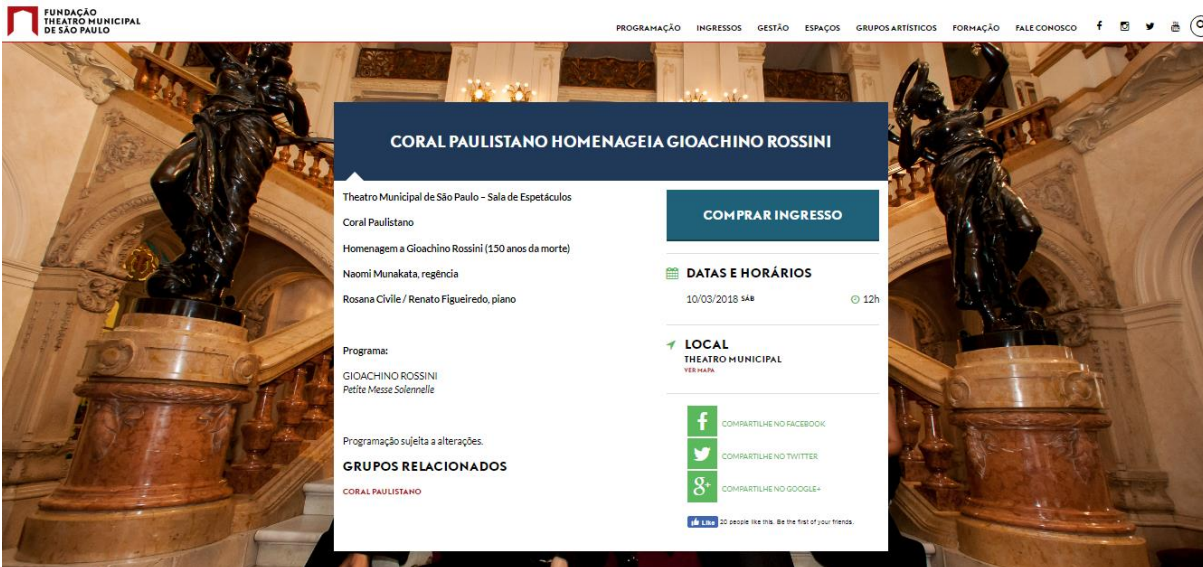 FUNDAÇÃO
THEATRO MUNICIPAL
DE SÃO PAULO
PROGRAMAÇÃO INGRESSOS GESTÃO ESPAÇOS GRUPOS ARTÍSTICOS FORMAÇÃO FALE CONOSCO
CORAL PAULISTANO HOMENAGEIA GIOACHINO ROSSINI
Theatro Municipal de São Paulo – Sala de Espetáculos
Coral Paulistano
Homenagem a Gioachino Rossini (150 anos da morte)
Naomi Munakata, regência
Rosana Civile / Renato Figueiredo, piano
Programa:
GIOACHINO ROSSINI
Petite Messe Solennelle
Programação sujeita a alterações.
GRUPOS RELACIONADOS
CORAL PAULISTANO
COMPRAR INGRESSO
DATAS E HORÁRIOS
10/03/2018 SÁB 12h
LOCAL
THEATRO MUNICIPAL
VER MAPA
COMPARTILHE NO FACEBOOK
COMPARTILHE NO TWITTER
COMPARTILHE NO GOOGLE+
Like 20 people like this. Be the first of your friends.